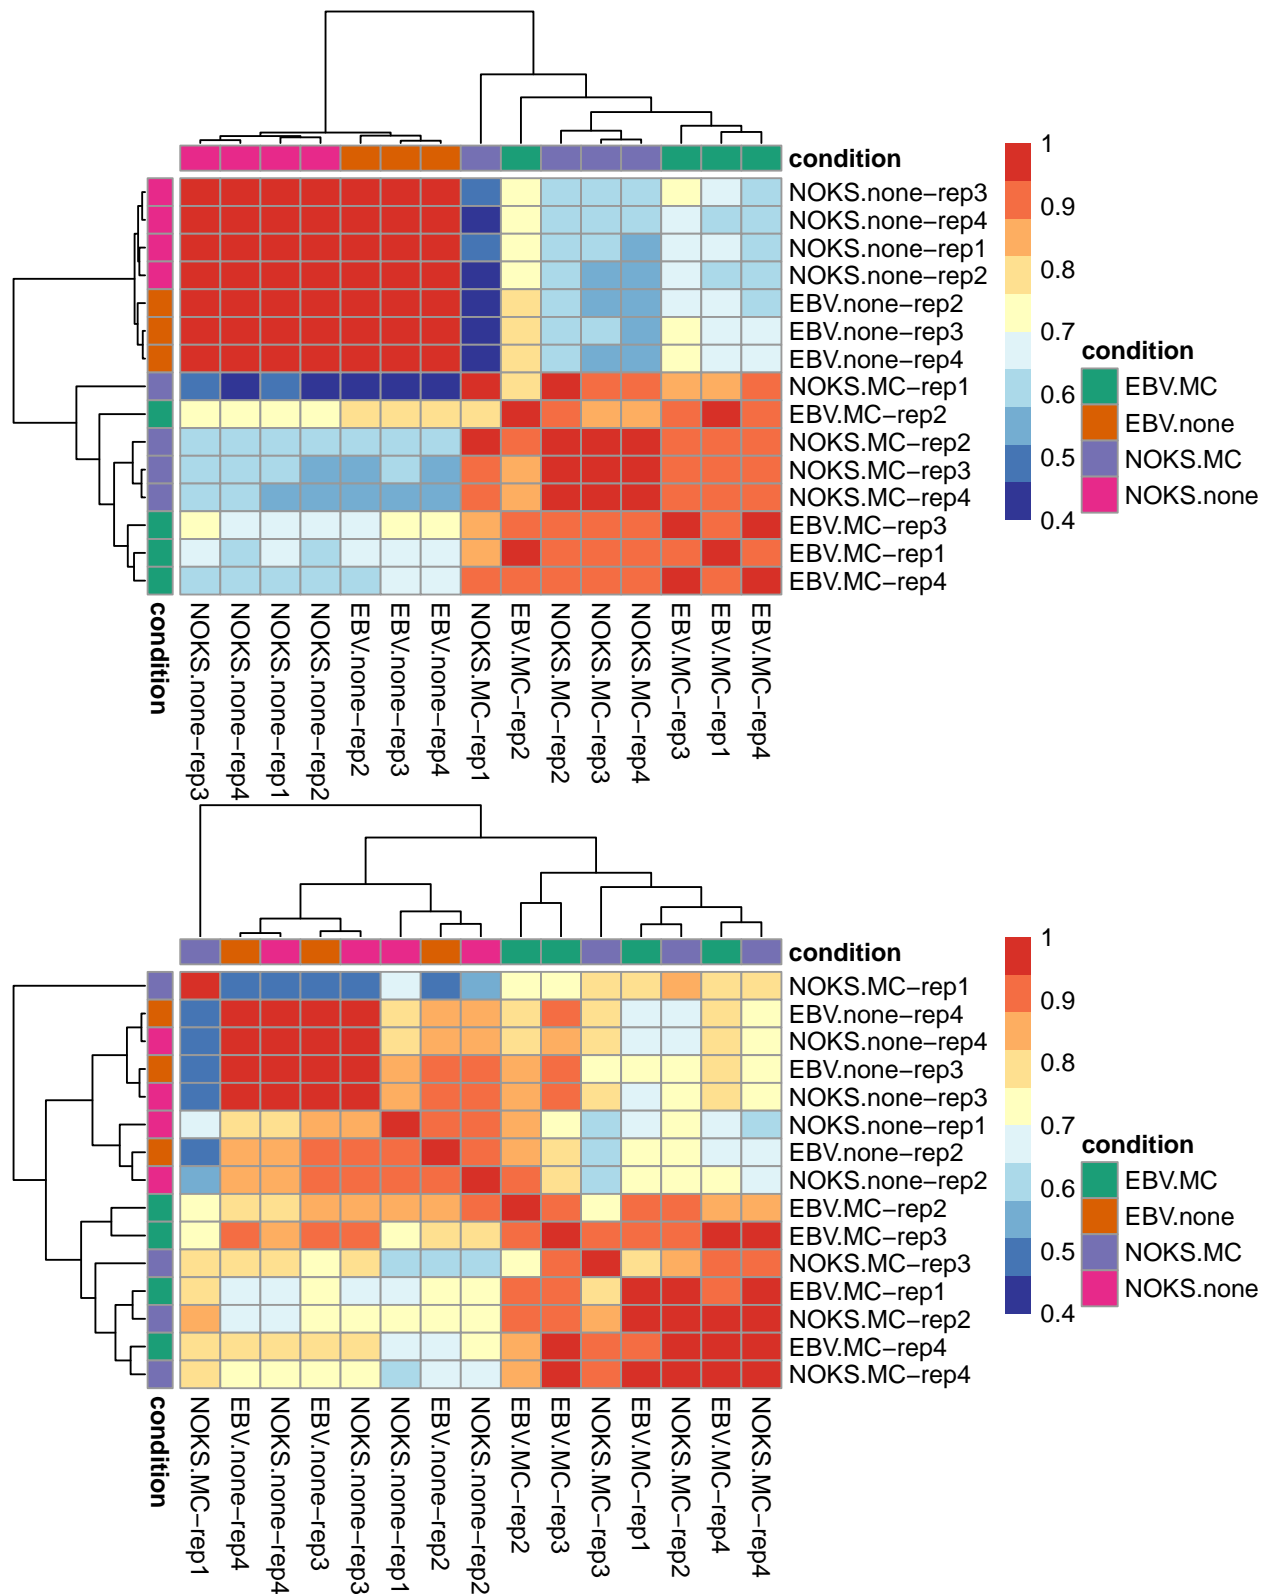 condition
NOKS.none−rep3
NOKS.none−rep4
NOKS.none−rep1
NOKS.none−rep2
EBV.none−rep2
EBV.none−rep3
EBV.none−rep4
NOKS.MC−rep1
EBV.MC−rep2
NOKS.MC−rep2
NOKS.MC−rep3
NOKS.MC−rep4
EBV.MC−rep3
EBV.MC−rep1
EBV.MC−rep4
1
0.9
0.8
0.7
0.6
0.5
0.4
condition
EBV.MC
EBV.none
NOKS.MC
NOKS.none
condition
NOKS.none−rep3
NOKS.none−rep4
NOKS.none−rep1
NOKS.none−rep2
EBV.none−rep2
EBV.none−rep3
EBV.none−rep4
NOKS.MC−rep1
EBV.MC−rep2
NOKS.MC−rep2
NOKS.MC−rep3
NOKS.MC−rep4
EBV.MC−rep3
EBV.MC−rep1
EBV.MC−rep4
condition
NOKS.MC−rep1
EBV.none−rep4
NOKS.none−rep4
EBV.none−rep3
NOKS.none−rep3
NOKS.none−rep1
EBV.none−rep2
NOKS.none−rep2
EBV.MC−rep2
EBV.MC−rep3
NOKS.MC−rep3
EBV.MC−rep1
NOKS.MC−rep2
EBV.MC−rep4
NOKS.MC−rep4
1
0.9
0.8
0.7
0.6
0.5
0.4
condition
EBV.MC
EBV.none
NOKS.MC
NOKS.none
condition
NOKS.MC−rep1
EBV.none−rep4
NOKS.none−rep4
EBV.none−rep3
NOKS.none−rep3
NOKS.none−rep1
EBV.none−rep2
NOKS.none−rep2
EBV.MC−rep2
EBV.MC−rep3
NOKS.MC−rep3
EBV.MC−rep1
NOKS.MC−rep2
EBV.MC−rep4
NOKS.MC−rep4